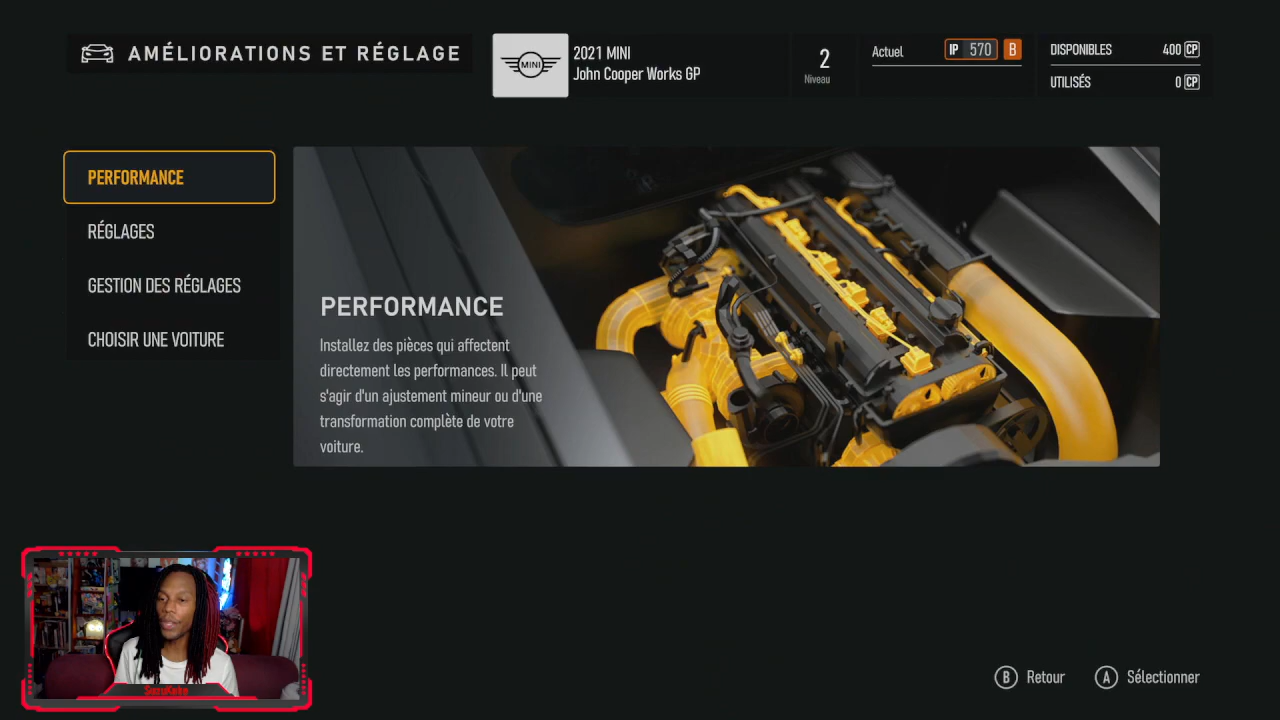 AMÉLIORATIONS ET RÉGLAGE
MINI
2021 MINI
John Cooper Works GP
2
Niveau
Actuel
IP 570 B
DISPONIBLES 400 CP
UTILISÉS 0 CP
PERFORMANCE
RÉGLAGES
GESTION DES RÉGLAGES
CHOISIR UNE VOITURE
PERFORMANCE
Installez des pièces qui affectent
directement les performances. Il peut
s'agir d'un ajustement mineur ou d'une
transformation complète de votre
voiture.
B Retour
A Sélectionner